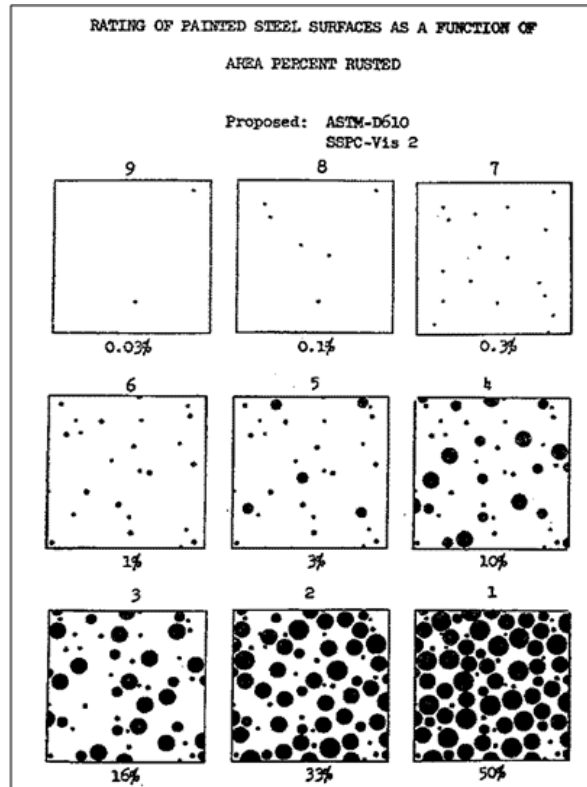 RATING OF PAINTED STEEL SURFACES AS A FUNCTION OF
AREA PERCENT RUSTED
Proposed: ASTM-D610
SSPC-Vis 2
9 8 7
0.03% 0.1% 0.3%
6 5 4
1% 3% 10%
3 2 1
16% 33% 50%